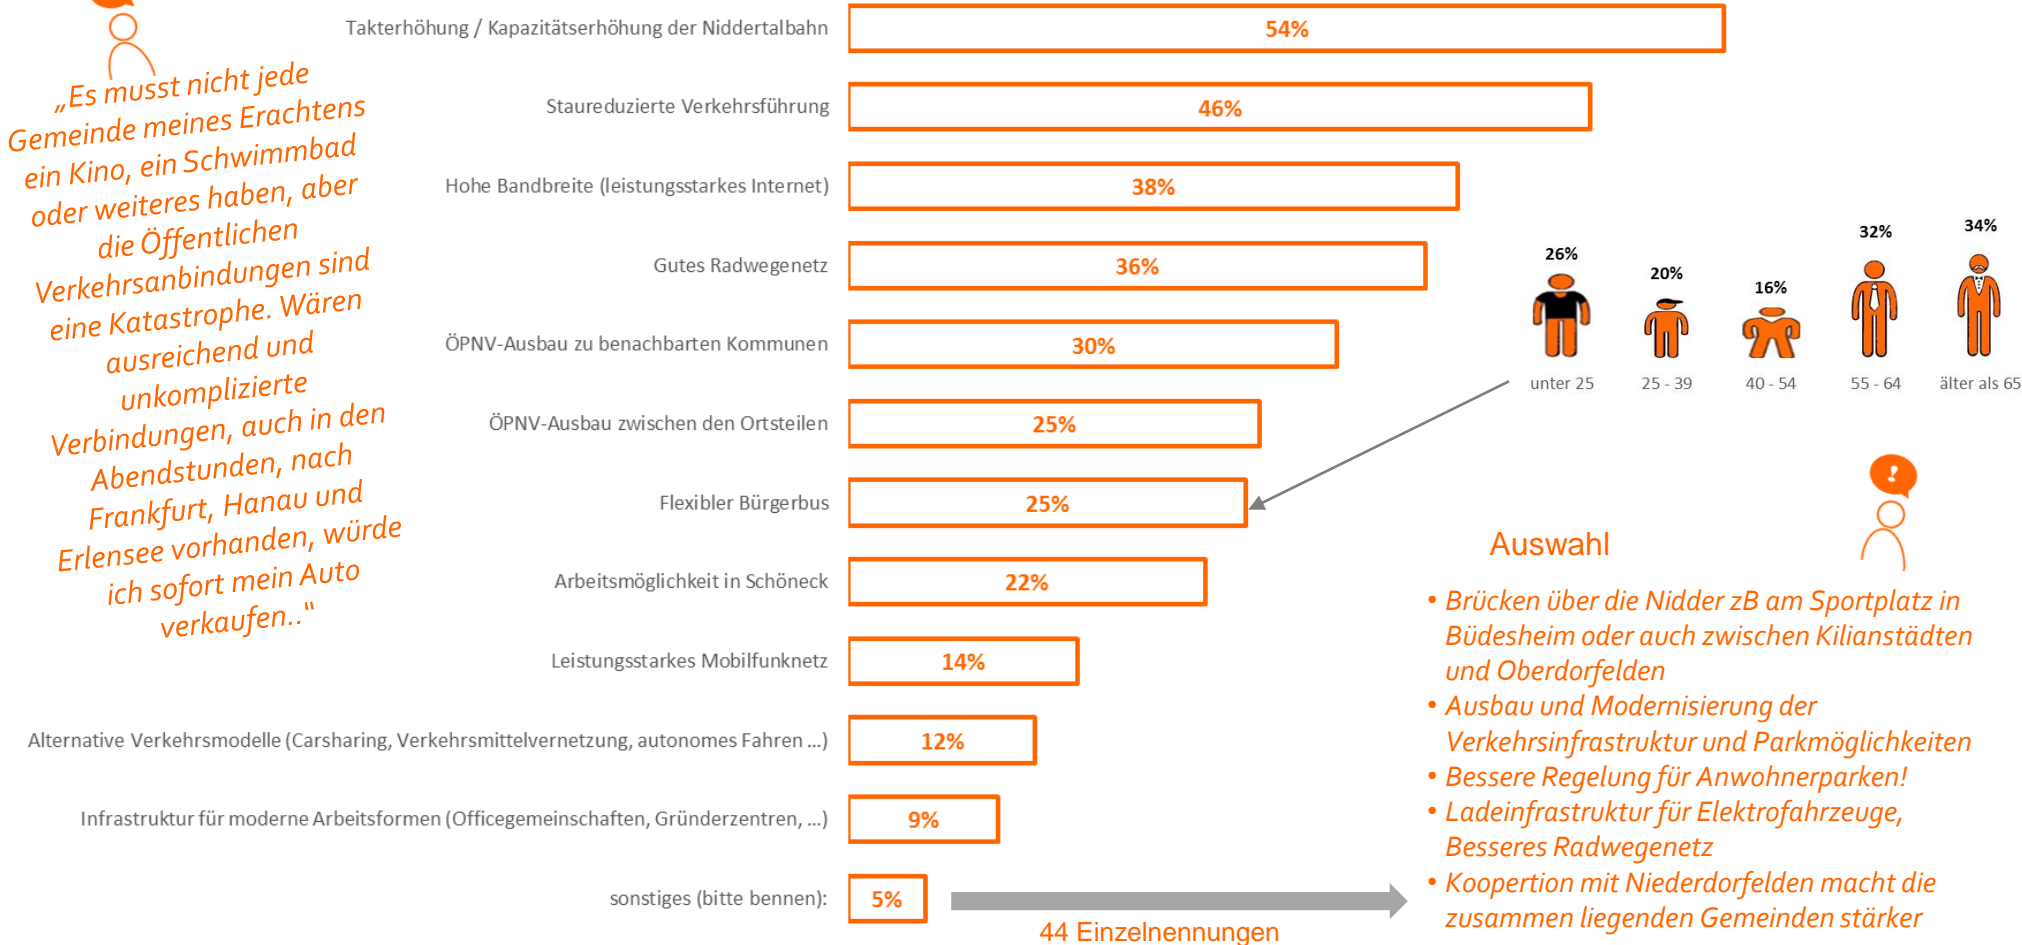 „Es musst nicht jede
Gemeinde meines Erachtens
ein Kino, ein Schwimmbad
oder weiteres haben, aber
die Öffentlichen
Verkehrsanbindungen sind
eine Katastrophe. Wären
ausreichend und
unkomplizierte
Verbindungen, auch in den
Abendstunden, nach
Frankfurt, Hanau und
Erlensee vorhanden, würde
ich sofort mein Auto
verkaufen.."
Takterhöhung / Kapazitätserhöhung der Niddertalbahn 54%
Staureduzierte Verkehrsführung 46%
Hohe Bandbreite (leistungsstarkes Internet) 38%
Gutes Radwegenetz 36%
ÖPNV-Ausbau zu benachbarten Kommunen 30%
ÖPNV-Ausbau zwischen den Ortsteilen 25%
Flexibler Bürgerbus 25%
Arbeitsmöglichkeit in Schöneck 22%
Leistungsstarkes Mobilfunknetz 14%
Alternative Verkehrsmodelle (Carsharing, Verkehrsmittelvernetzung, autonomes Fahren ...) 12%
Infrastruktur für moderne Arbeitsformen (Officegemeinschaften, Gründerzentren, ...) 9%
sonstiges (bitte bennen): 5%
44 Einzelnennungen
26% 20% 16% 32% 34%
unter 25 25 - 39 40 - 54 55 - 64 älter als 65
!
Auswahl
• Brücken über die Nidder zB am Sportplatz in
Büdesheim oder auch zwischen Kilianstädten
und Oberdorfelden
• Ausbau und Modernisierung der
Verkehrsinfrastruktur und Parkmöglichkeiten
• Bessere Regelung für Anwohnerparken!
• Ladeinfrastruktur für Elektrofahrzeuge,
Besseres Radwegenetz
• Koopertion mit Niederdorfelden macht die
zusammen liegenden Gemeinden stärker